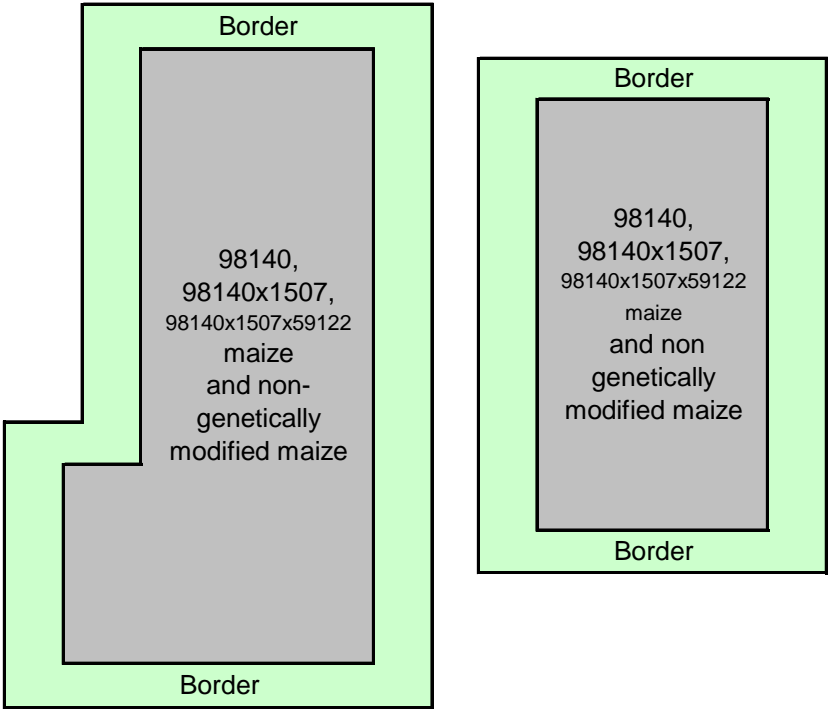 Border
98140,
98140x1507,
98140x1507x59122
maize
and non-
genetically
modified maize
Border
Border
98140,
98140x1507,
98140x1507x59122
maize
and non
genetically
modified maize
Border